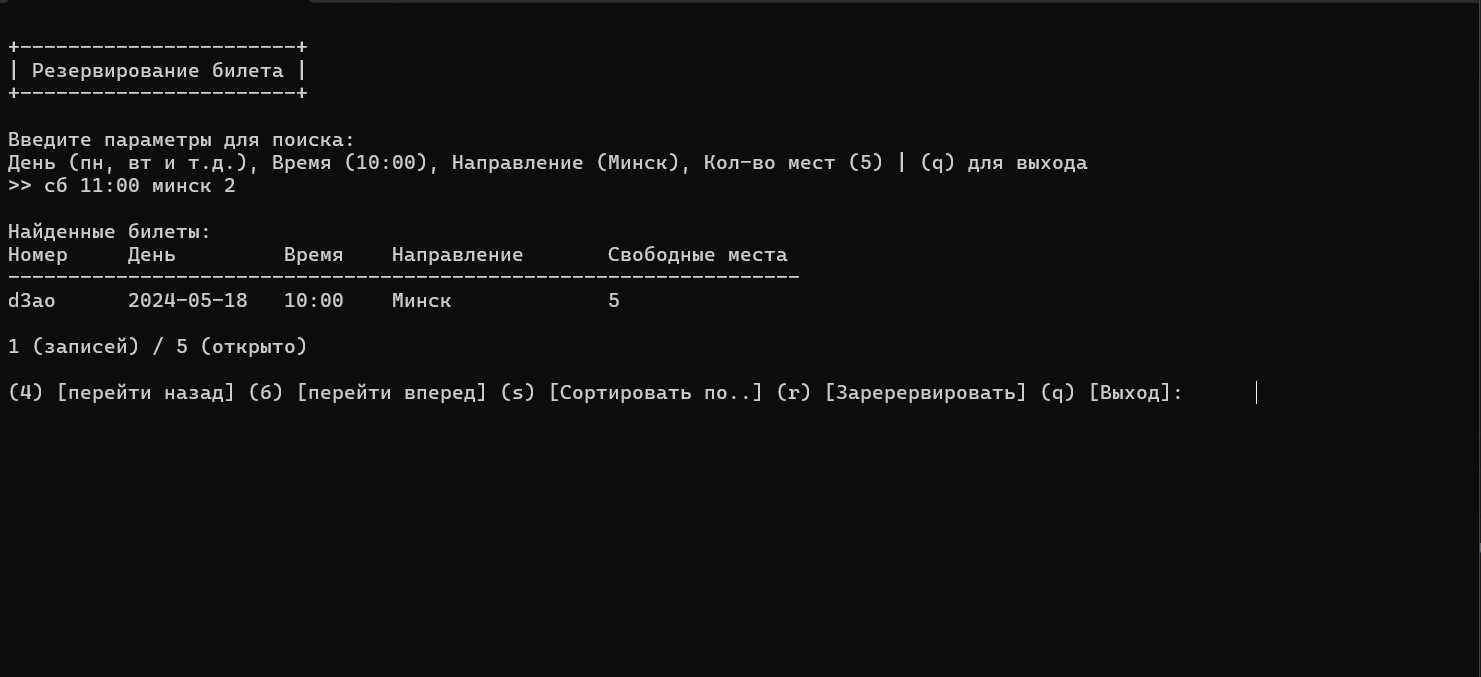 +-----------------------+
| Резервирование билета |
+-----------------------+
Введите параметры для поиска:
День (пн, вт и т.д.), Время (10:00), Направление (Минск), Кол-во мест (5) | (q) для выхода
>> сб 11:00 минск 2
Найденные билеты:
Номер     День         Время    Направление       Свободные места
------------------------------------------------------------------
d3ао      2024-05-18   10:00    Минск             5
1 (записей) / 5 (открыто)
(4) [перейти назад] (6) [перейти вперед] (s) [Сортировать по..] (r) [Зарерервировать] (q) [Выход]: